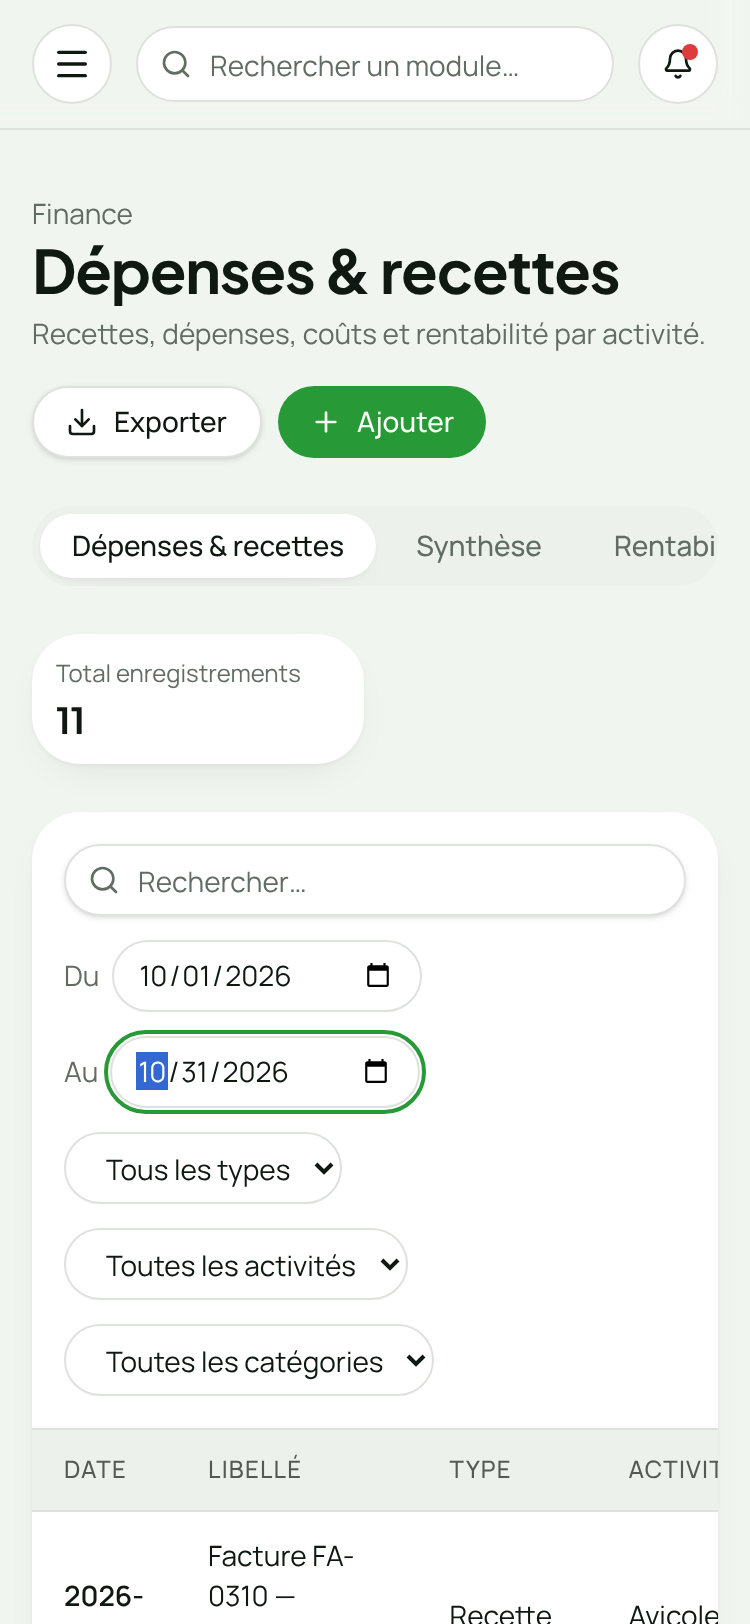 Rechercher un module...
Finance
Dépenses & recettes
Recettes, dépenses, coûts et rentabilité par activité.
Exporter
Ajouter
Dépenses & recettes
Synthèse
Rentabi
Total enregistrements
11
Rechercher...
Du 10/01/2026
Au 10/31/2026
Tous les types
Toutes les activités
Toutes les catégories
DATE LIBELLÉ TYPE ACTIVIT
Facture FA-
2026- 0310 —
Recette Avicole